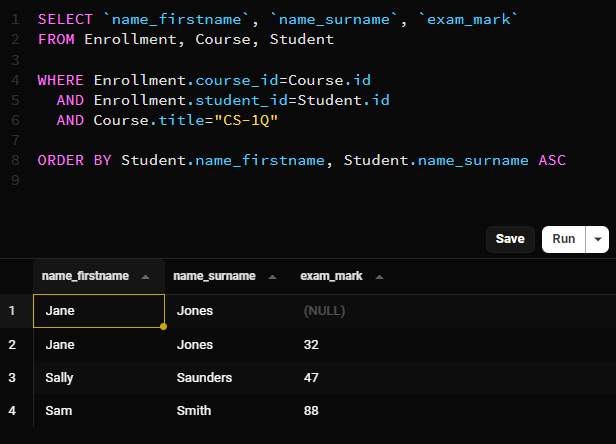 1 SELECT `name_firstname`, `name_surname`, `exam_mark`
2 FROM Enrollment, Course, Student
3
4 WHERE Enrollment.course_id=Course.id
5 AND Enrollment.student_id=Student.id
6 AND Course.title="CS-1Q"
7
8 ORDER BY Student.name_firstname, Student.name_surname ASC
9
Save Run
name_firstname name_surname exam_mark
1 Jane Jones (NULL)
2 Jane Jones 32
3 Sally Saunders 47
4 Sam Smith 88